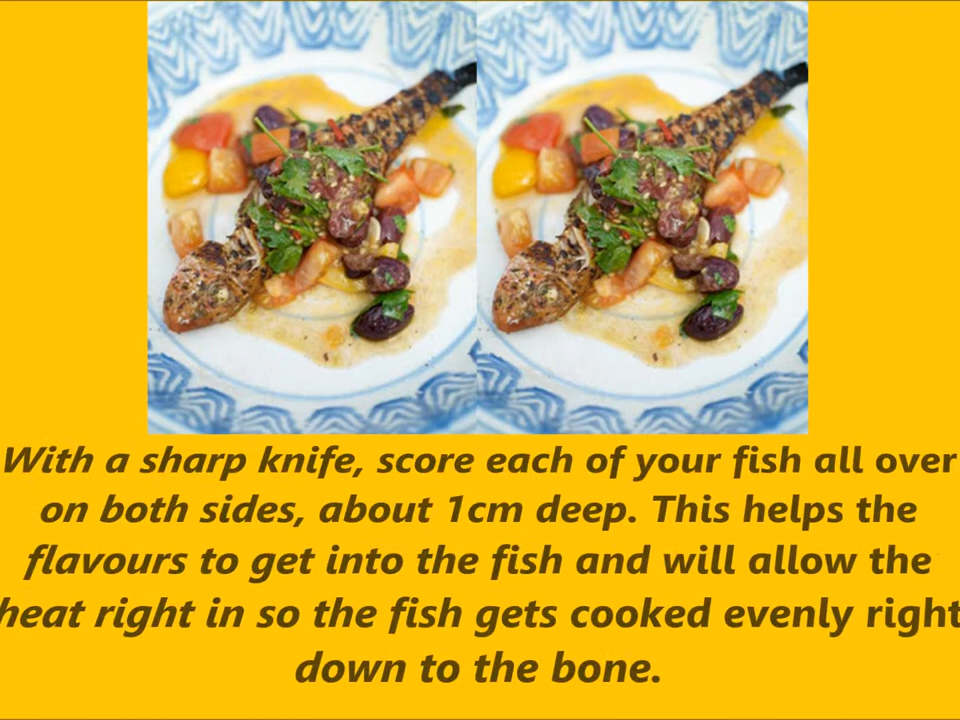 With a sharp knife, score each of your fish all over
on both sides, about 1cm deep. This helps the
flavours to get into the fish and will allow the
heat right in so the fish gets cooked evenly right
down to the bone.